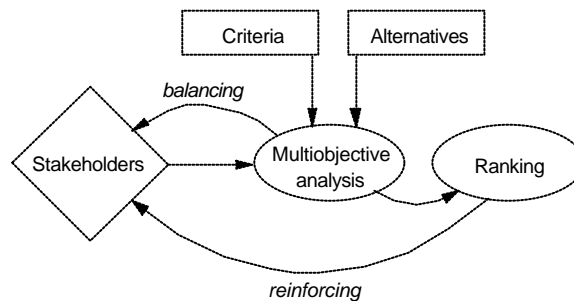 Criteria
Alternatives
balancing
Stakeholders
Multiobjective
analysis
Ranking
reinforcing